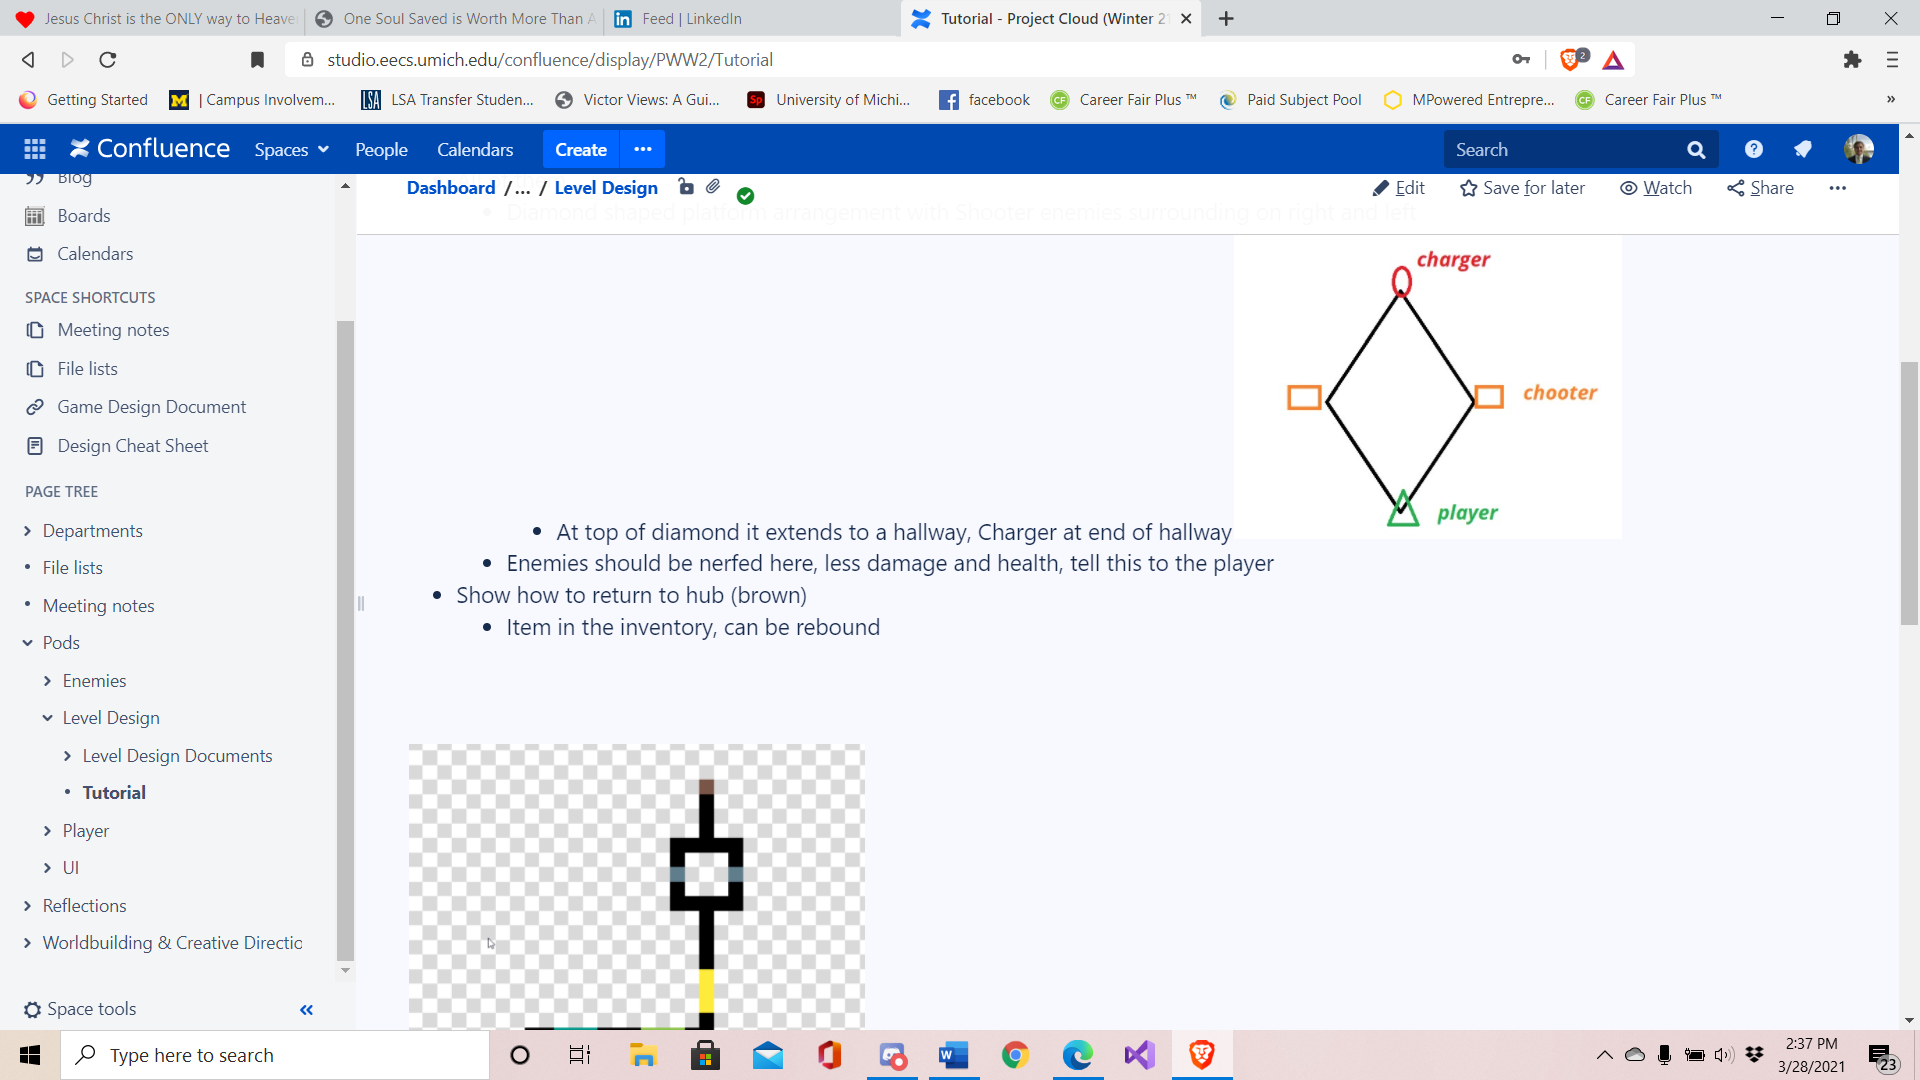 Jesus Christ is the ONLY way to Heave
One Soul Saved is Worth More Than A
Feed | LinkedIn
Tutorial - Project Cloud (Winter 21
studio.eecs.umich.edu/confluence/display/PWW2/Tutorial
2
Getting Started
| Campus Involvem...
LSA Transfer Studen...
Victor Views: A Gui...
University of Michi...
facebook
Career Fair Plus ™
Paid Subject Pool
MPowered Entrepre...
Career Fair Plus ™
»
Confluence
Spaces
People
Calendars
Create
Search
Blog
Boards
Calendars
SPACE SHORTCUTS
Meeting notes
File lists
Game Design Document
Design Cheat Sheet
PAGE TREE
Departments
File lists
Meeting notes
Pods
Enemies
Level Design
Level Design Documents
Tutorial
Player
UI
Reflections
Worldbuilding & Creative Directio
Space tools
Dashboard /... / Level Design
Edit
Save for later
Watch
Share
Diamond shaped platform arrangement with Shooter enemies surrounding on right and left
charger
chooter
player
At top of diamond it extends to a hallway, Charger at end of hallway
Enemies should be nerfed here, less damage and health, tell this to the player
Show how to return to hub (brown)
Item in the inventory, can be rebound
Type here to search
2:37 PM
3/28/2021
23